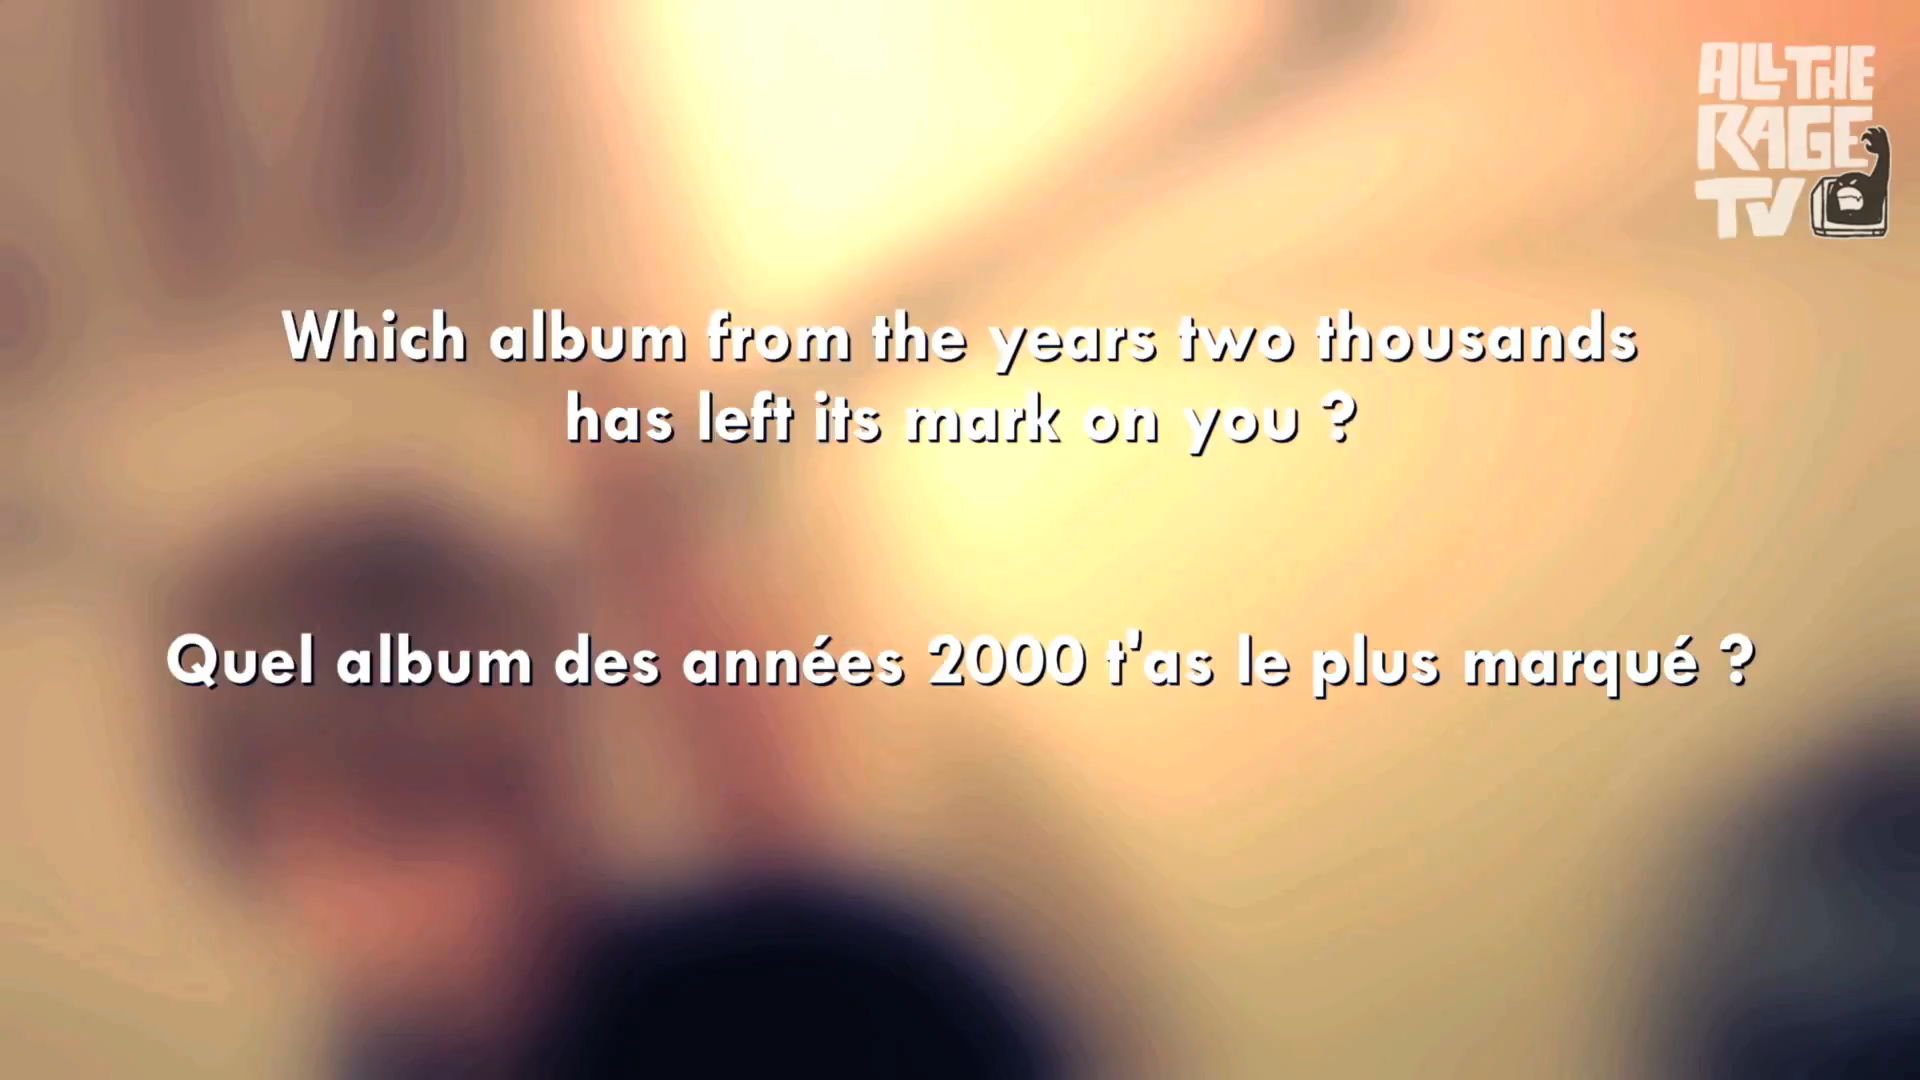 ALL THE
RAGE
TV
Which album from the years two thousands
has left its mark on you ?
Quel album des années 2000 t'as le plus marqué ?